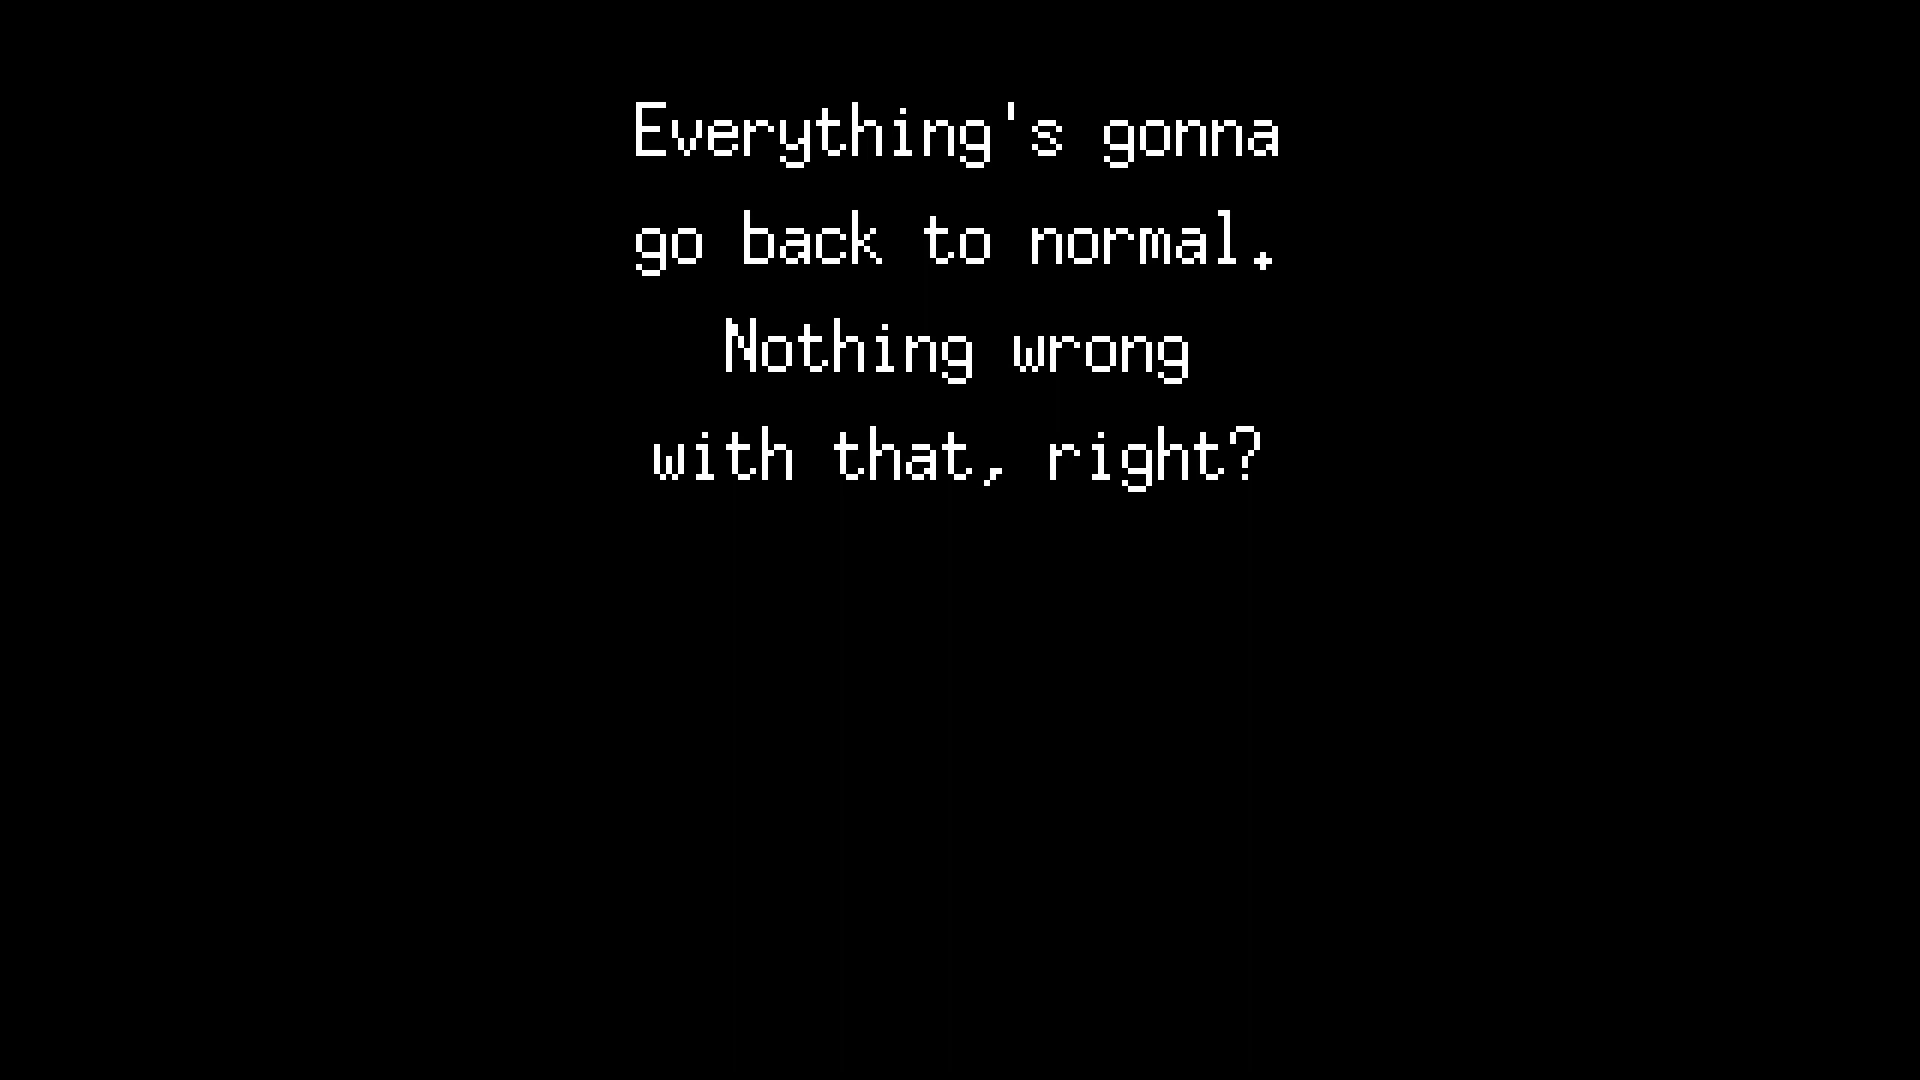 Everything's gonna
go back to normal.
Nothing wrong
with that, right?